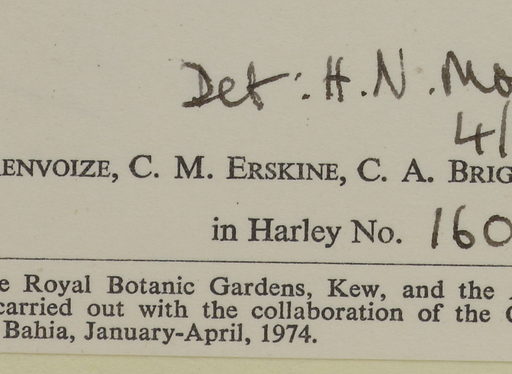 Det: H. N. Mo
4/
ENVOIZE, C. M. ERSKINE, C. A. BRIG
in Harley No. 160
e Royal Botanic Gardens, Kew, and the
carried out with the collaboration of the
Bahia, January-April, 1974.